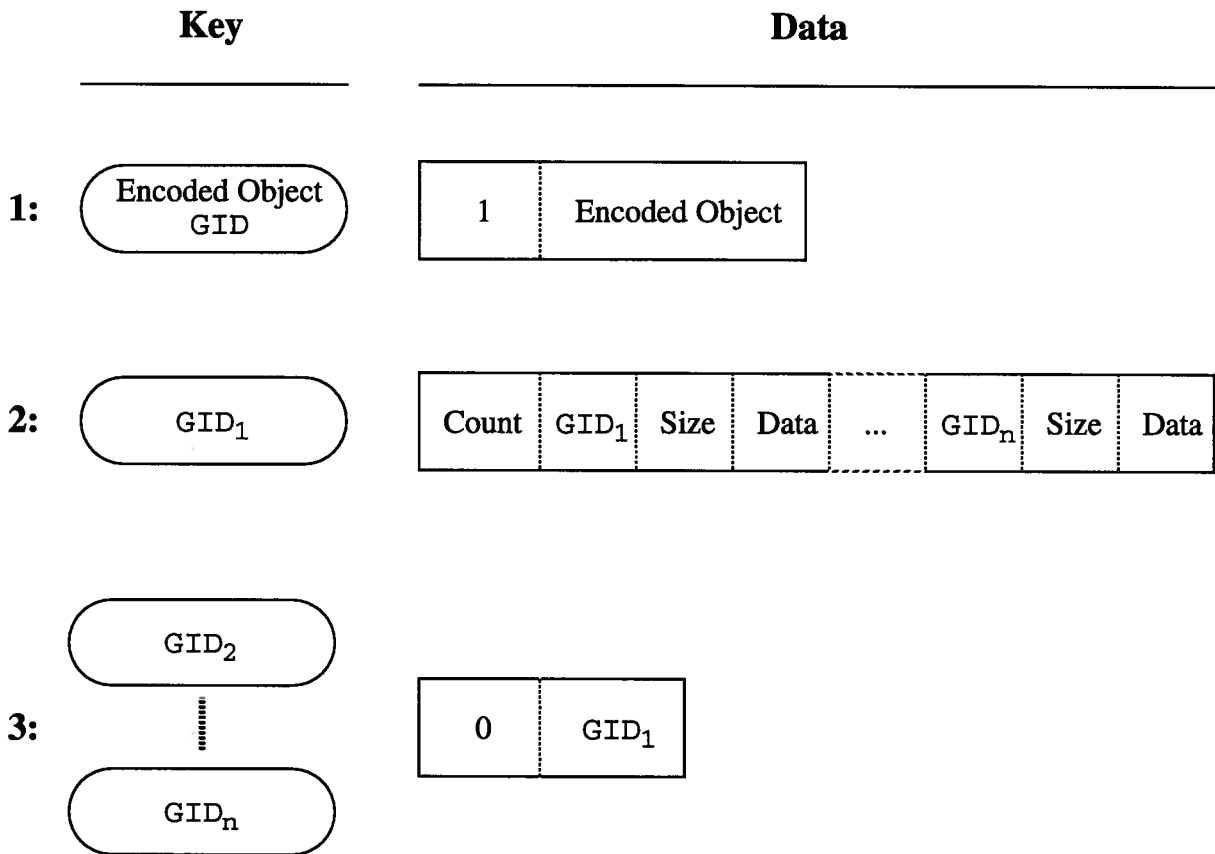 Key Data
1: Encoded Object GID 1 Encoded Object
2: GID₁ Count GID₁ Size Data ... GIDₙ Size Data
GID₂
3: 0 GID₁
GIDₙ